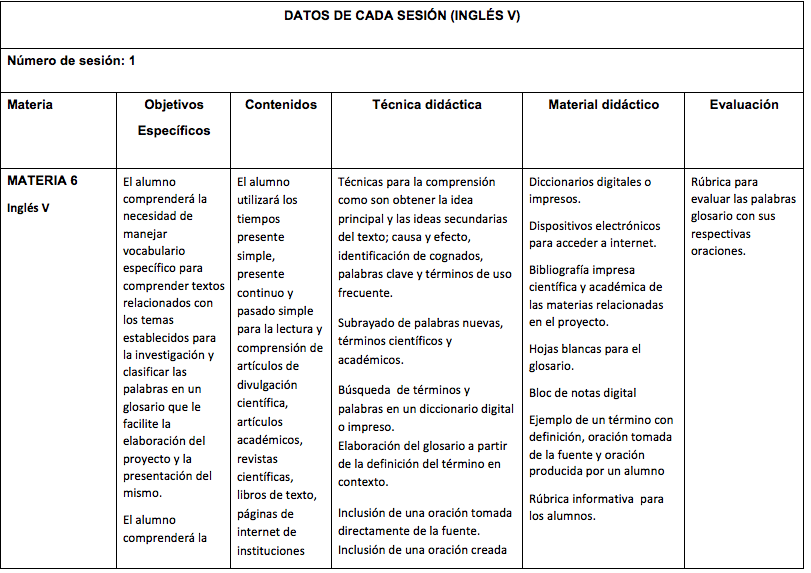 DATOS DE CADA SESIÓN (INGLÉS V)
Número de sesión: 1
Materia
Objetivos
Específicos
Contenidos
Técnica didáctica
Material didáctico
Evaluación
MATERIA 6
Inglés V
El alumno
comprenderá la
necesidad de
manejar
vocabulario
específico para
comprender textos
relacionados con
los temas
establecidos para
la investigación y
clasificar las
palabras en un
glosario que le
facilite la
elaboración del
proyecto y la
presentación del
mismo.
El alumno
comprenderá la
El alumno
utilizará los
tiempos
presente
simple,
presente
continuo y
pasado simple
para la lectura y
comprensión de
artículos de
divulgación
científica,
artículos
académicos,
revistas
científicas,
libros de texto,
páginas de
internet de
instituciones
Técnicas para la comprensión
como son obtener la idea
principal y las ideas secundarias
del texto; causa y efecto,
identificación de cognados,
palabras clave y términos de uso
frecuente.
Subrayado de palabras nuevas,
términos científicos y
académicos.
Búsqueda de términos y
palabras en un diccionario digital
o impreso.
Elaboración del glosario a partir
de la definición del término en
contexto.
Inclusión de una oración tomada
directamente de la fuente.
Inclusión de una oración creada
Diccionarios digitales o
impresos.
Dispositivos electrónicos
para acceder a internet.
Bibliografía impresa
científica y académica de
las materias relacionadas
en el proyecto.
Hojas blancas para el
glosario.
Bloc de notas digital
Ejemplo de un término con
definición, oración tomada
de la fuente y oración
producida por un alumno
Rúbrica informativa para
los alumnos.
Rúbrica para
evaluar las palabras
glosario con sus
respectivas
oraciones.